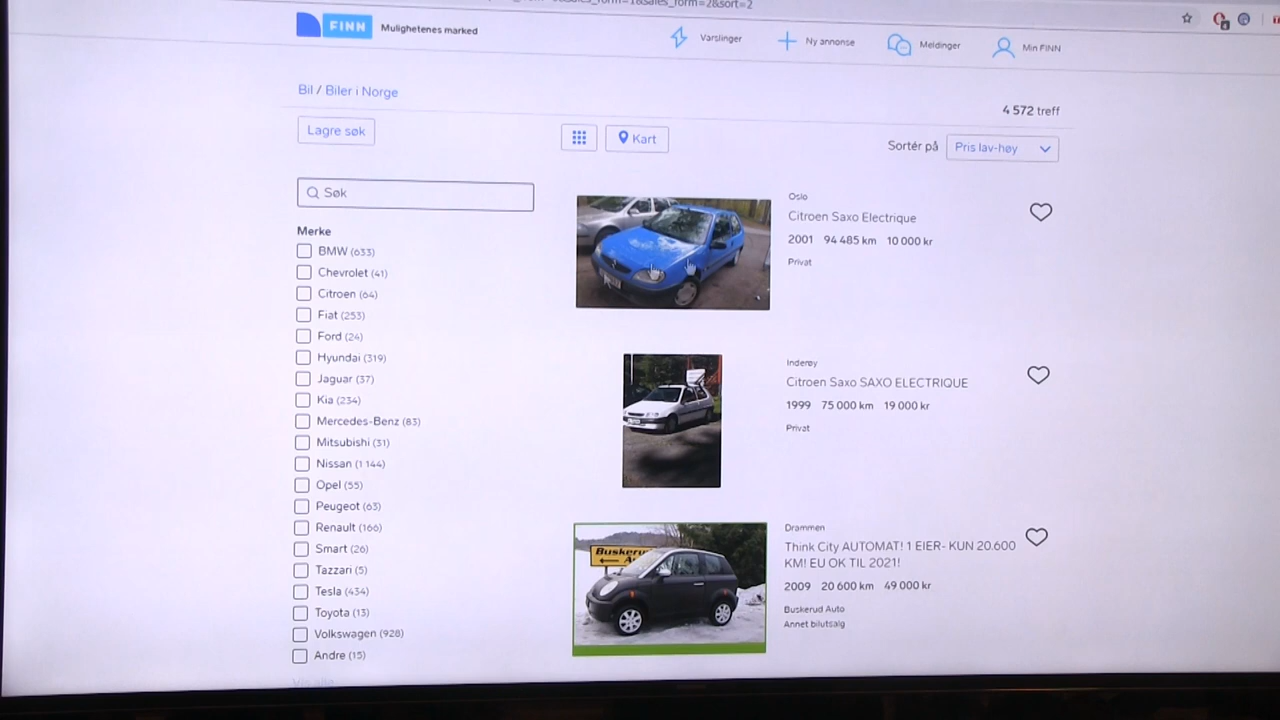 FINN Mulighetenes marked
Varslinger
Ny annonse
Meldinger
Min FINN
Bil / Biler i Norge
4 572 treff
Lagre søk
Kart
Sortér på
Pris lav-høy
Søk
Merke
BMW (633)
Chevrolet (41)
Citroen (64)
Fiat (253)
Ford (24)
Hyundai (319)
Jaguar (37)
Kia (234)
Mercedes-Benz (83)
Mitsubishi (31)
Nissan (1 144)
Opel (55)
Peugeot (63)
Renault (166)
Smart (26)
Tazzari (5)
Tesla (434)
Toyota (13)
Volkswagen (928)
Andre (15)
Vis alle
Oslo
Citroen Saxo Electrique
2001 94 485 km 10 000 kr
Privat
Inderøy
Citroen Saxo SAXO ELECTRIQUE
1999 75 000 km 19 000 kr
Privat
Buskerud
Drammen
Think City AUTOMAT! 1 EIER- KUN 20.600
KM! EU OK TIL 2021!
2009 20 600 km 49 000 kr
Buskerud Auto
Annet bilutsalg